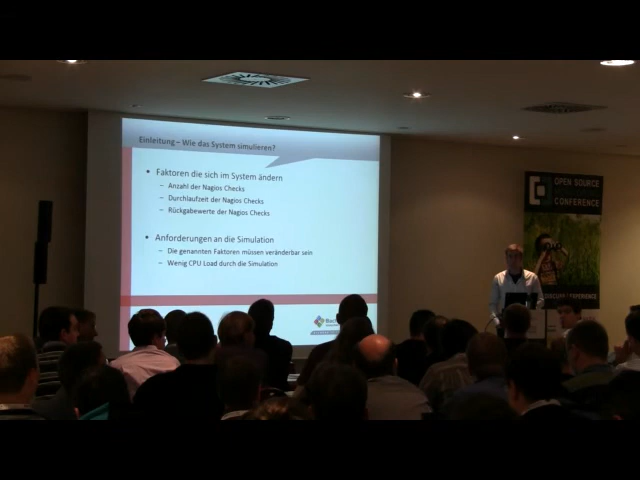 Einleitung – Wie das System simulieren?
• Faktoren die sich im System ändern
– Anzahl der Nagios Checks
– Durchlaufzeit der Nagios Checks
– Rückgabewerte der Nagios Checks
• Anforderungen an die Simulation
– Die genannten Faktoren müssen veränderbar sein
– Wenig CPU Load durch die Simulation
OPEN SOURCE
CONFERENCE